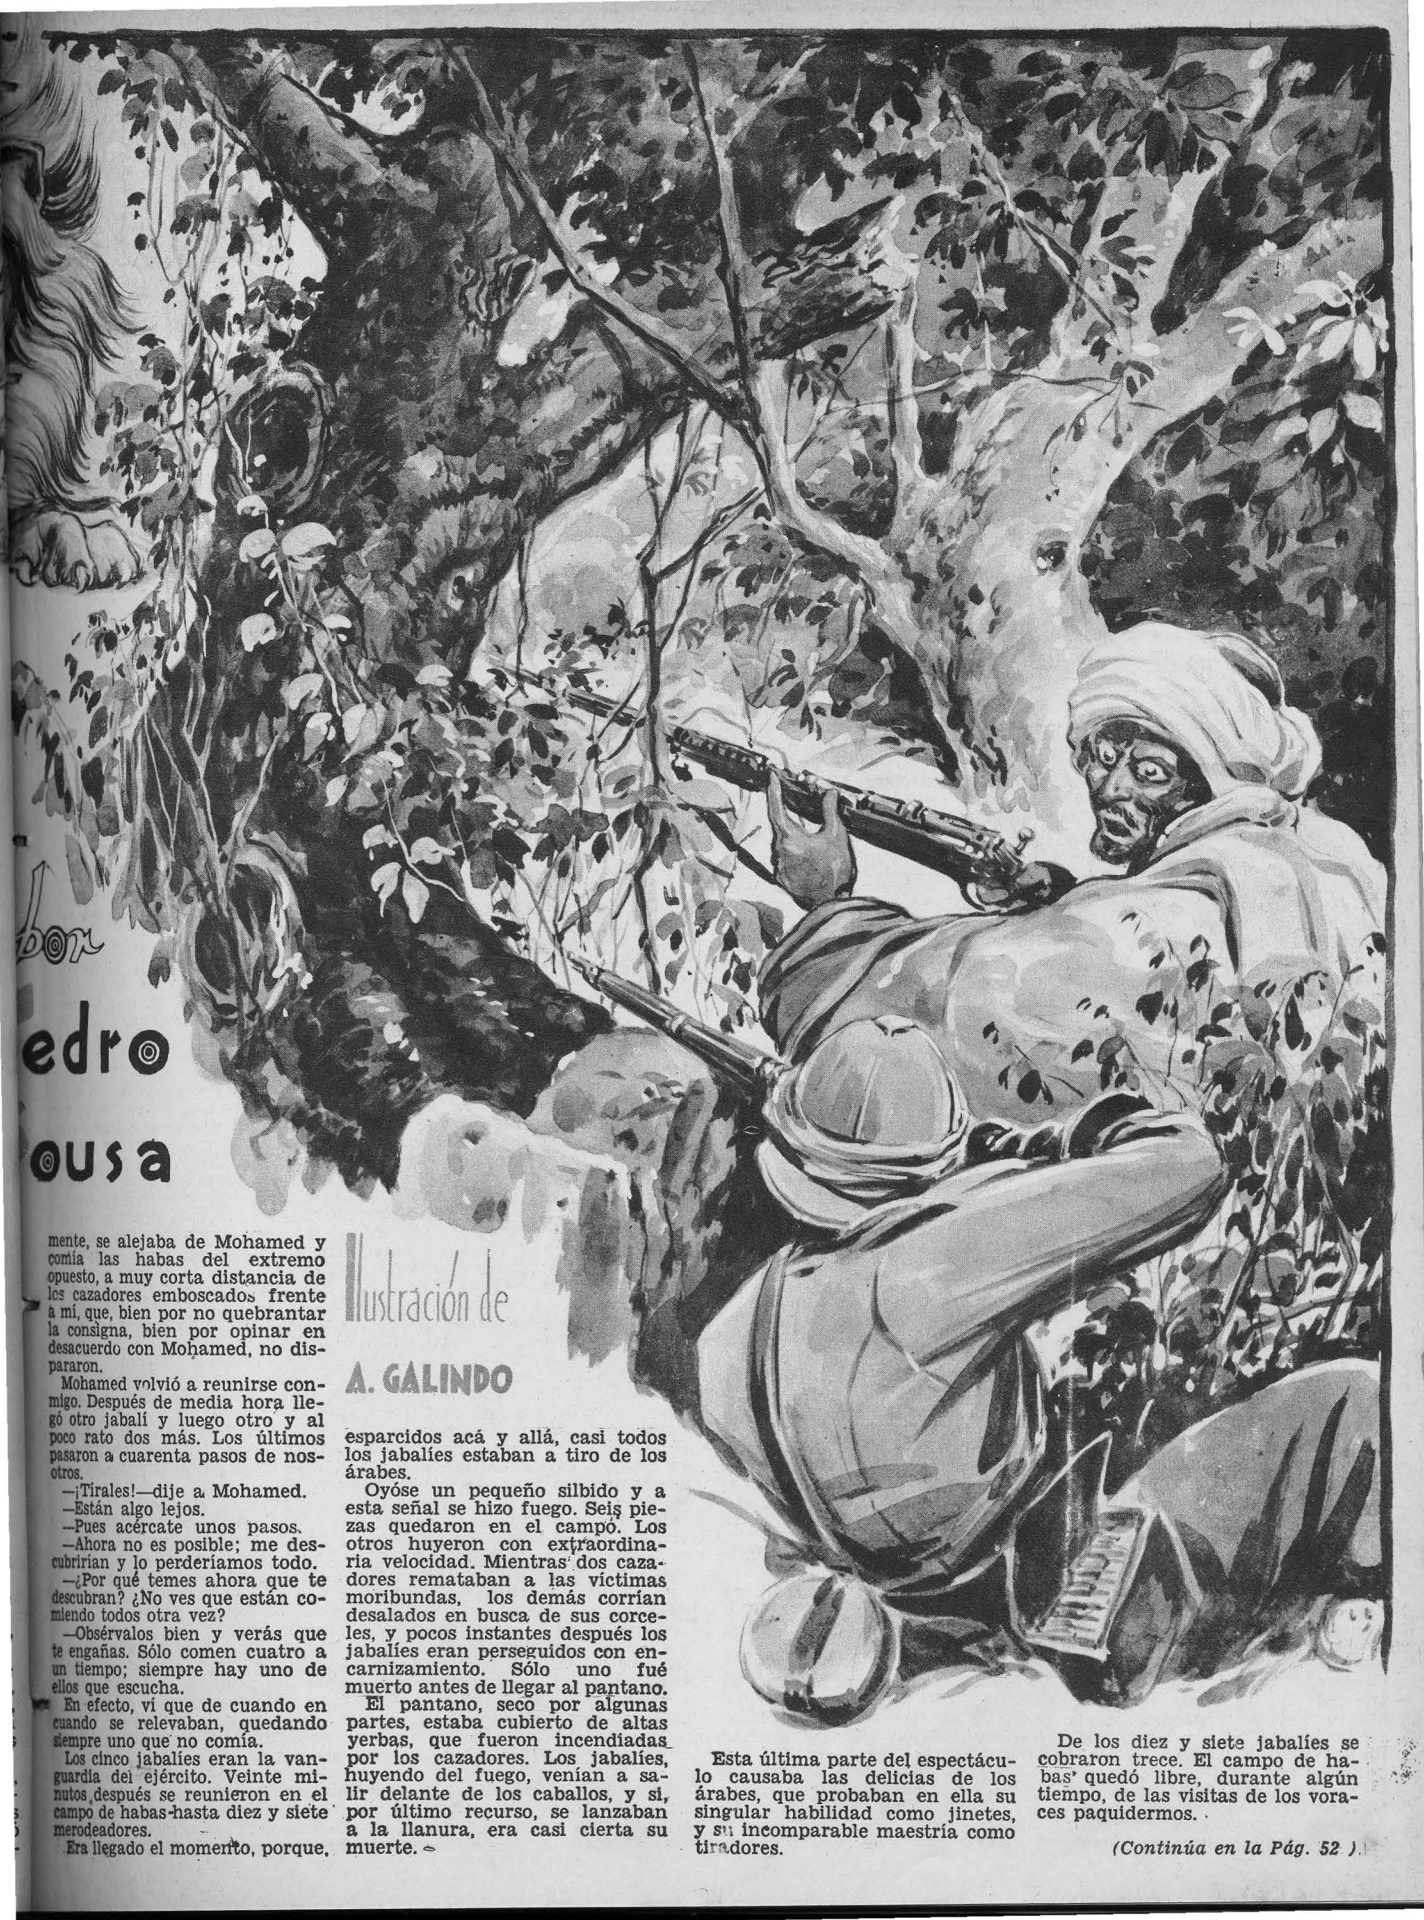 por
edro
ousa
mente, se alejaba de Mohamed y
comía las habas del extremo
opuesto, a muy corta distancia de
los cazadores emboscados frente
a mí, que, bien por no quebrantar
la consigna, bien por opinar en
desacuerdo con Mohamed, no dis-
pararon.
Mohamed volvió a reunirse con-
migo. Después de media hora lle-
gó otro jabalí y luego otro y al
poco rato dos más. Los últimos
pasaron a cuarenta pasos de nos-
otros.
—¡Tírales!—dije a Mohamed.
—Están algo lejos.
—Pues acércate unos pasos.
—Ahora no es posible; me des-
cubrirían y lo perderíamos todo.
—¿Por qué temes ahora que te
descubran? ¿No ves que están co-
miendo todos otra vez?
—Obsérvalos bien y verás que
te engañas. Sólo comen cuatro a
un tiempo; siempre hay uno de
ellos que escucha.
En efecto, ví que de cuando en
cuando se relevaban, quedando
siempre uno que no comía.
Los cinco jabalíes eran la van-
guardia del ejército. Veinte mi-
nutos después se reunieron en el
campo de habas hasta diez y siete
merodeadores.
Era llegado el momento, porque,
Ilustración de
A. GALINDO
esparcidos acá y allá, casi todos
los jabalíes estaban a tiro de los
árabes.
Oyóse un pequeño silbido y a
esta señal se hizo fuego. Seis pie-
zas quedaron en el campo. Los
otros huyeron con extraordina-
ria velocidad. Mientras dos caza-
dores remataban a las víctimas
moribundas, los demás corrían
desalados en busca de sus corce-
les, y pocos instantes después los
jabalíes eran perseguidos con en-
carnizamiento. Sólo uno fué
muerto antes de llegar al pantano.
El pantano, seco por algunas
partes, estaba cubierto de altas
yerbas, que fueron incendiadas
por los cazadores. Los jabalíes,
huyendo del fuego, venían a sa-
lir delante de los caballos, y si,
por último recurso, se lanzaban
a la llanura, era casi cierta su
muerte.
Esta última parte del espectácu-
lo causaba las delicias de los
árabes, que probaban en ella su
singular habilidad como jinetes,
y su incomparable maestría como
tiradores.
De los diez y siete jabalíes se
cobraron trece. El campo de ha-
bas quedó libre, durante algún
tiempo, de las visitas de los vora-
ces paquidermos.
(Continúa en la Pág. 52 ).